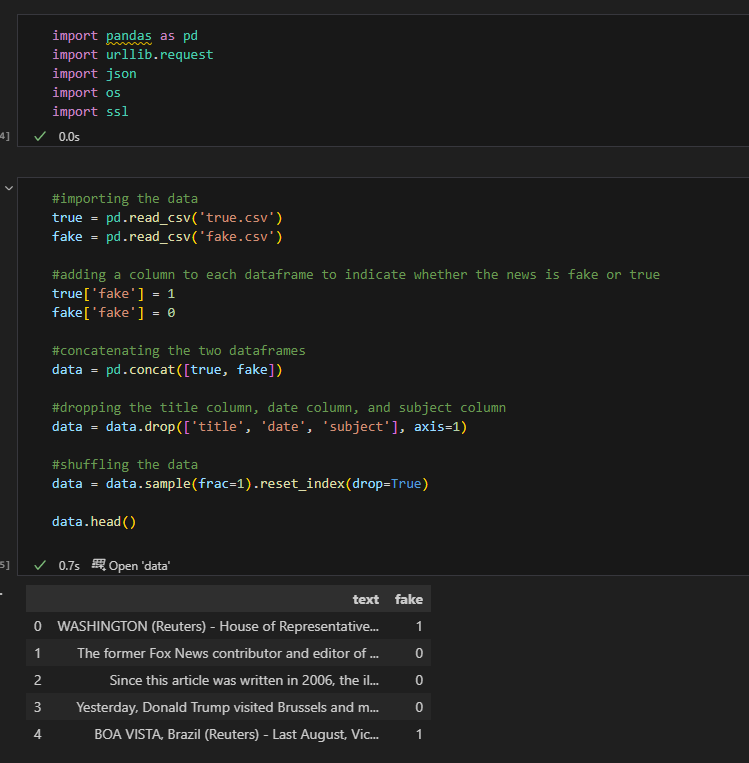 import pandas as pd
import urllib.request
import json
import os
import ssl
4]
0.0s
#importing the data
true = pd.read_csv('true.csv')
fake = pd.read_csv('fake.csv')
#adding a column to each dataframe to indicate whether the news is fake or true
true['fake'] = 1
fake['fake'] = 0
#concatenating the two dataframes
data = pd.concat([true, fake])
#dropping the title column, date column, and subject column
data = data.drop(['title', 'date', 'subject'], axis=1)
#shuffling the data
data = data.sample(frac=1).reset_index(drop=True)
data.head()
5]
0.7s Open 'data'
text fake
0 WASHINGTON (Reuters) - House of Representative... 1
1 The former Fox News contributor and editor of ... 0
2 Since this article was written in 2006, the il... 0
3 Yesterday, Donald Trump visited Brussels and m... 0
4 BOA VISTA, Brazil (Reuters) - Last August, Vic... 1